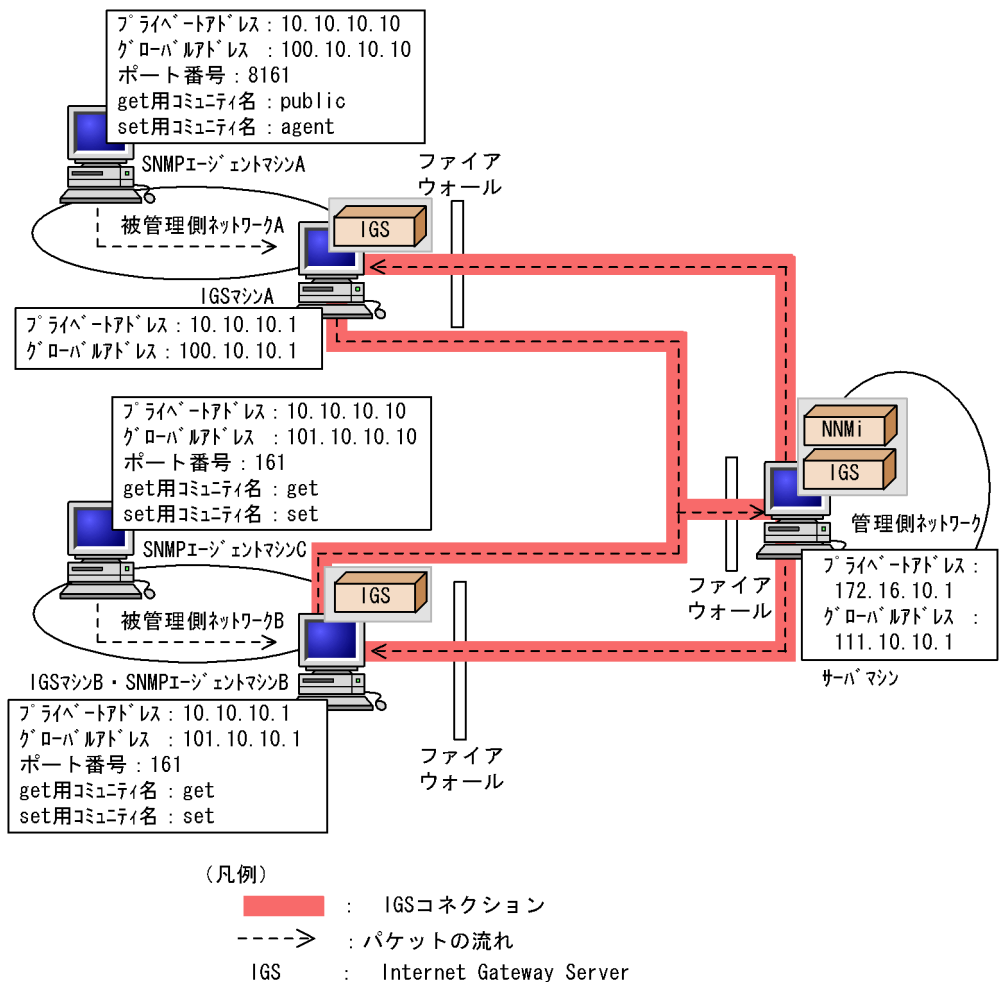 プライベートアドレス：10.10.10.10
グローバルアドレス ：100.10.10.10
ポート番号：8161
get用コミュニティ名：public
set用コミュニティ名：agent
SNMPエージェントマシンA
ファイア
ウォール
被管理側ネットワークA
IGS
IGSマシンA
プライベートアドレス：10.10.10.1
グローバルアドレス：100.10.10.1
プライベートアドレス：10.10.10.10
グローバルアドレス ：101.10.10.10
ポート番号：161
get用コミュニティ名：get
set用コミュニティ名：set
NNMi
IGS
管理側ネットワーク
SNMPエージェントマシンC
ファイア
ウォール
プライベートアドレス：
172.16.10.1
グローバルアドレス ：
111.10.10.1
サーバマシン
IGS
被管理側ネットワークB
IGSマシンB・SNMPエージェントマシンB
プライベートアドレス：10.10.10.1
グローバルアドレス ：101.10.10.1
ポート番号：161
get用コミュニティ名：get
set用コミュニティ名：set
ファイア
ウォール
（凡例）
： IGSコネクション
：パケットの流れ
IGS ： Internet Gateway Server